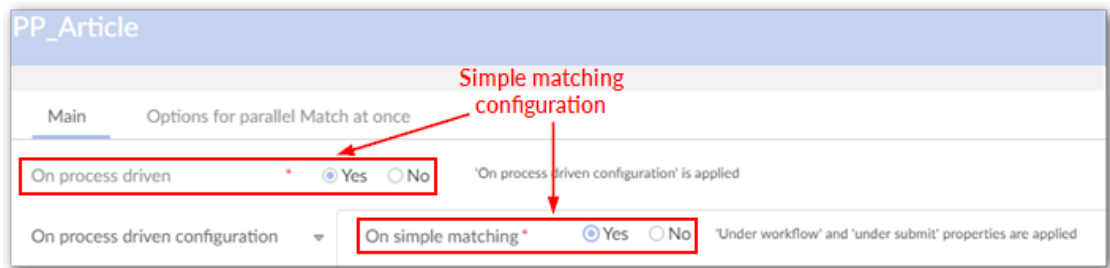 PP_Article
Simple matching
configuration
Main Options for parallel Match at once
On process driven * Yes No 'On process driven configuration' is applied
On process driven configuration On simple matching * Yes No 'Under workflow' and 'under submit' properties are applied